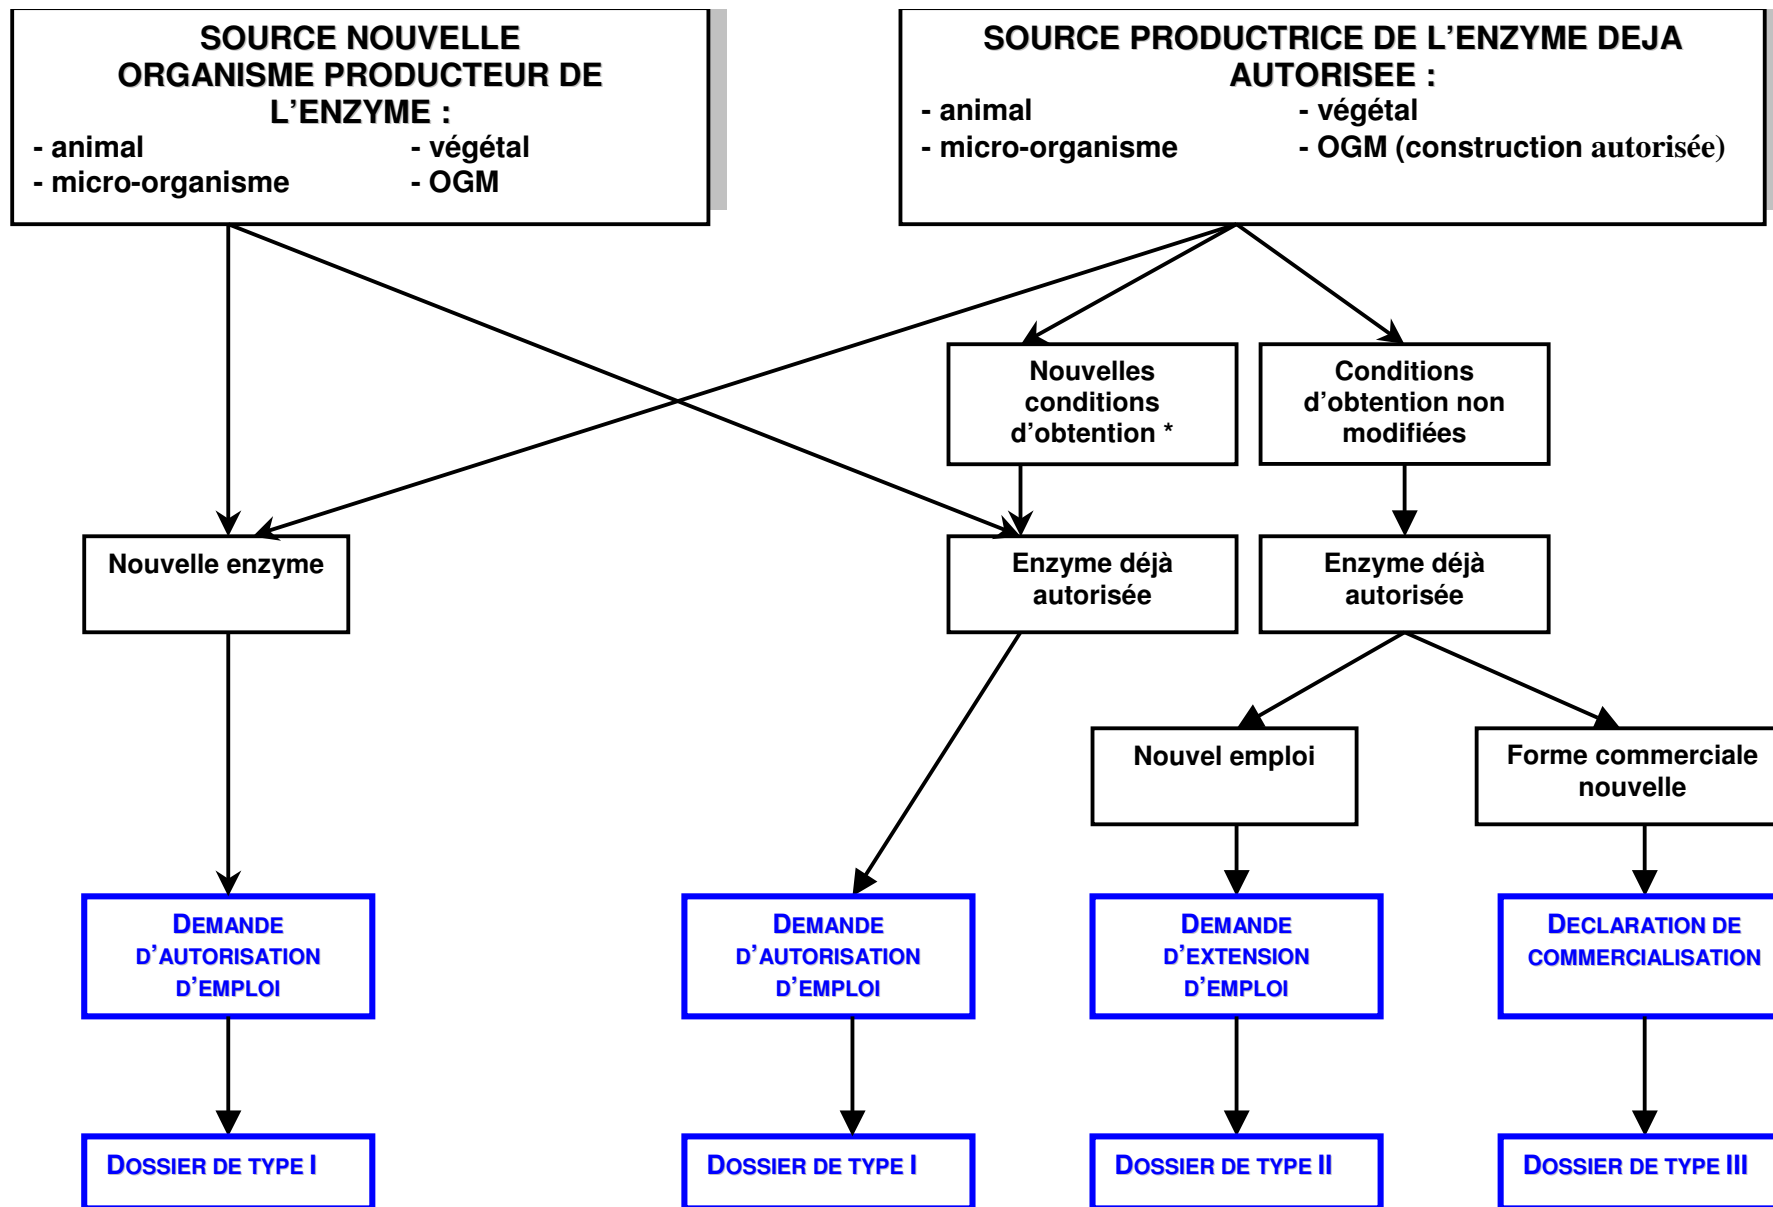 SOURCE NOUVELLE
ORGANISME PRODUCTEUR DE
L’ENZYME :
- animal - végétal
- micro-organisme - OGM
SOURCE PRODUCTRICE DE L’ENZYME DEJA
AUTORISEE :
- animal - végétal
- micro-organisme - OGM (construction autorisée)
Nouvelles
conditions
d’obtention *
Conditions
d’obtention non
modifiées
Nouvelle enzyme
Enzyme déjà
autorisée
Enzyme déjà
autorisée
Nouvel emploi
Forme commerciale
nouvelle
DEMANDE
D’AUTORISATION
D’EMPLOI
DEMANDE
D’AUTORISATION
D’EMPLOI
DEMANDE
D’EXTENSION
D’EMPLOI
DECLARATION DE
COMMERCIALISATION
DOSSIER DE TYPE I
DOSSIER DE TYPE I
DOSSIER DE TYPE II
DOSSIER DE TYPE III